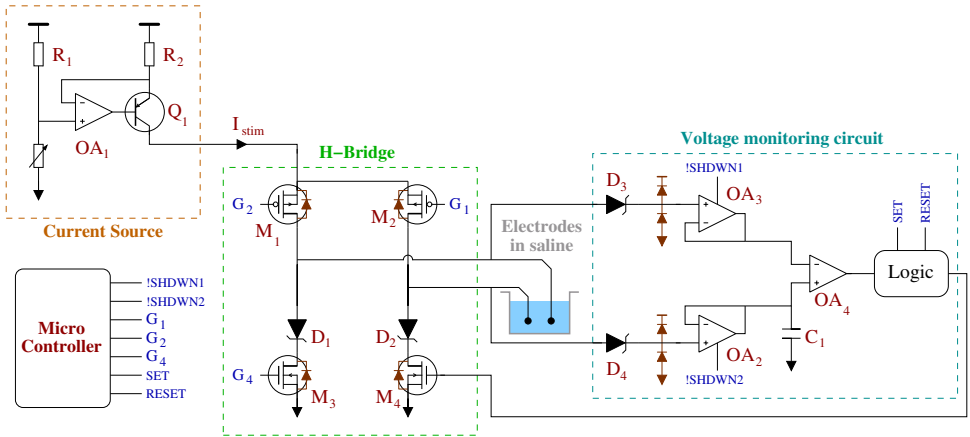 R1
R2
Q1
OA1
Current Source
Istim
H−Bridge
G2
M1
M2
G1
D1
D2
G4
M3
M4
Electrodes
in saline
Voltage monitoring circuit
D3
!SHDWN1
OA3
SET
RESET
OA4
Logic
C1
D4
OA2
!SHDWN2
Micro
Controller
!SHDWN1
!SHDWN2
G1
G2
G4
SET
RESET